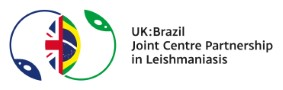 UK:Brazil
Joint Centre Partnership
in Leishmaniasis